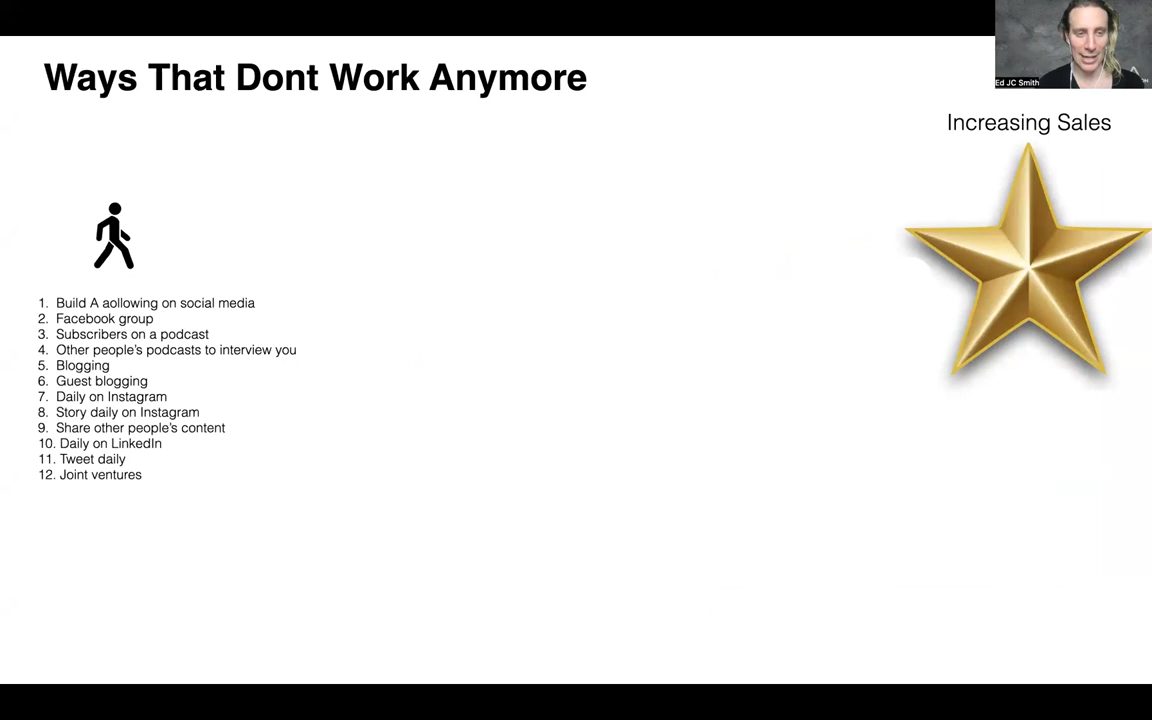 Ways That Dont Work Anymore
Ed JC Smith
Increasing Sales
1. Build A aollowing on social media
2. Facebook group
3. Subscribers on a podcast
4. Other people's podcasts to interview you
5. Blogging
6. Guest blogging
7. Daily on Instagram
8. Story daily on Instagram
9. Share other people's content
10. Daily on LinkedIn
11. Tweet daily
12. Joint ventures